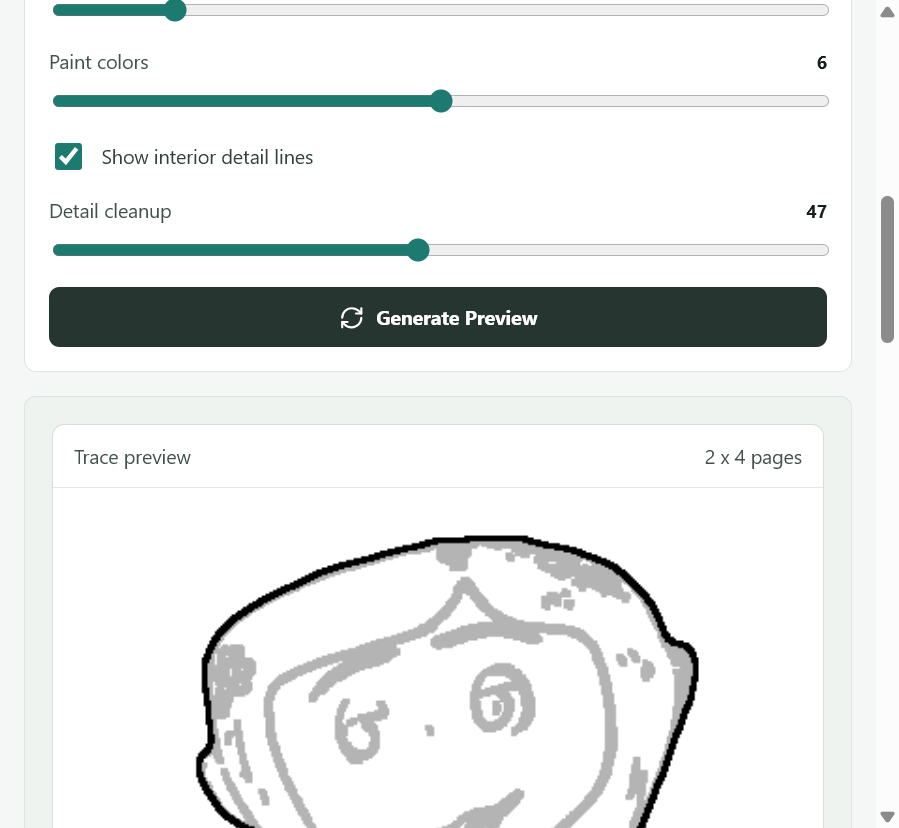 Paint colors 6
Show interior detail lines
Detail cleanup 47
Generate Preview
Trace preview 2 x 4 pages